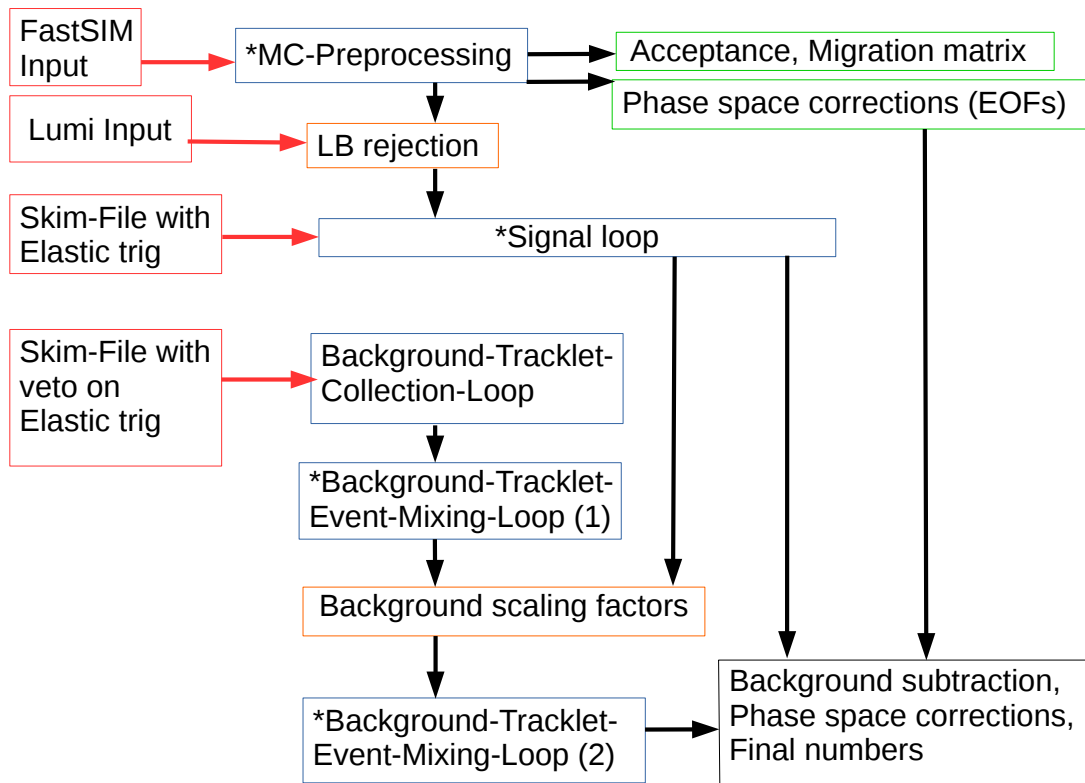 FastSIM
Input
*MC-Preprocessing
Acceptance, Migration matrix
Phase space corrections (EOFs)
Lumi Input
LB rejection
Skim-File with
Elastic trig
*Signal loop
Skim-File with
veto on
Elastic trig
Background-Tracklet-
Collection-Loop
*Background-Tracklet-
Event-Mixing-Loop (1)
Background scaling factors
*Background-Tracklet-
Event-Mixing-Loop (2)
Background subtraction,
Phase space corrections,
Final numbers